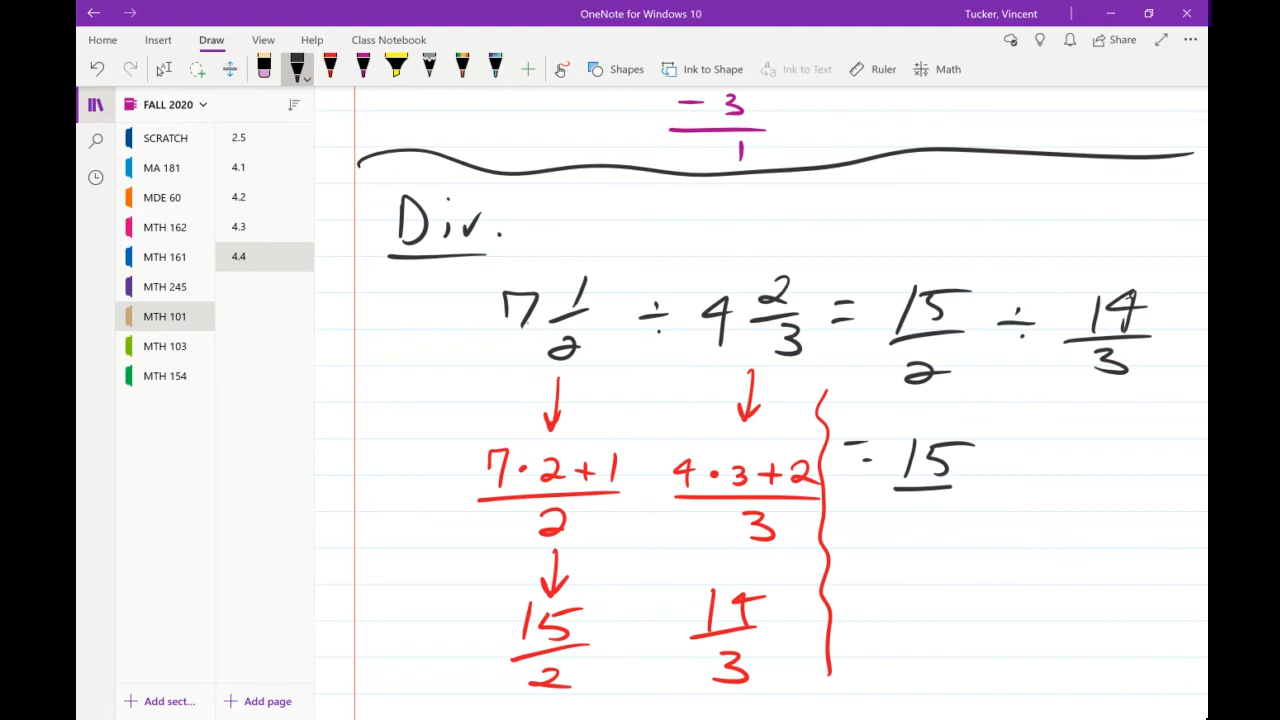 OneNote for Windows 10
Tucker, Vincent
Home Insert Draw View Help Class Notebook
Share
Shapes Ink to Shape Ink to Text Ruler Math
FALL 2020
SCRATCH
MA 181
MDE 60
MTH 162
MTH 161
MTH 245
MTH 101
MTH 103
MTH 154
Add sect...
2.5
4.1
4.2
4.3
4.4
Add page
- 3
1
Div.
7 1/2 ÷ 4 2/3 = 15/2 ÷ 14/3
7·2+1/2 4·3+2/3 = 15
15/2 14/3